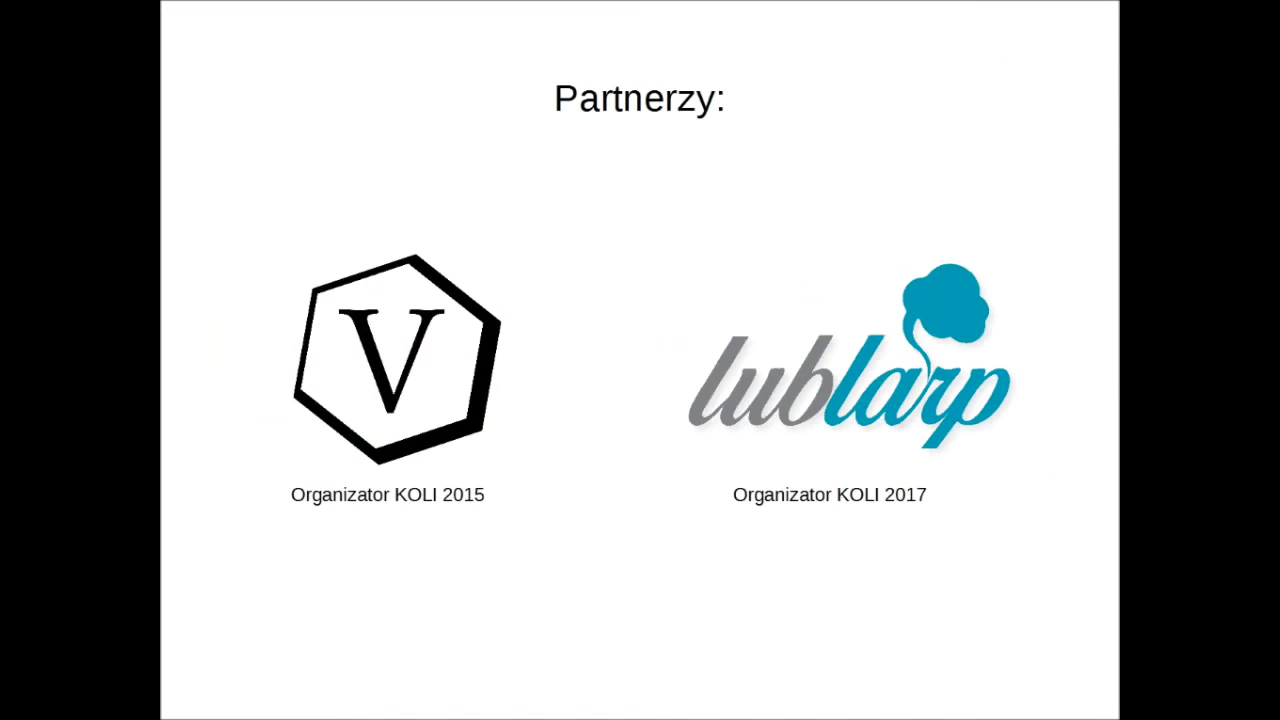 Partnerzy:
V
lublarp
Organizator KOLI 2015
Organizator KOLI 2017